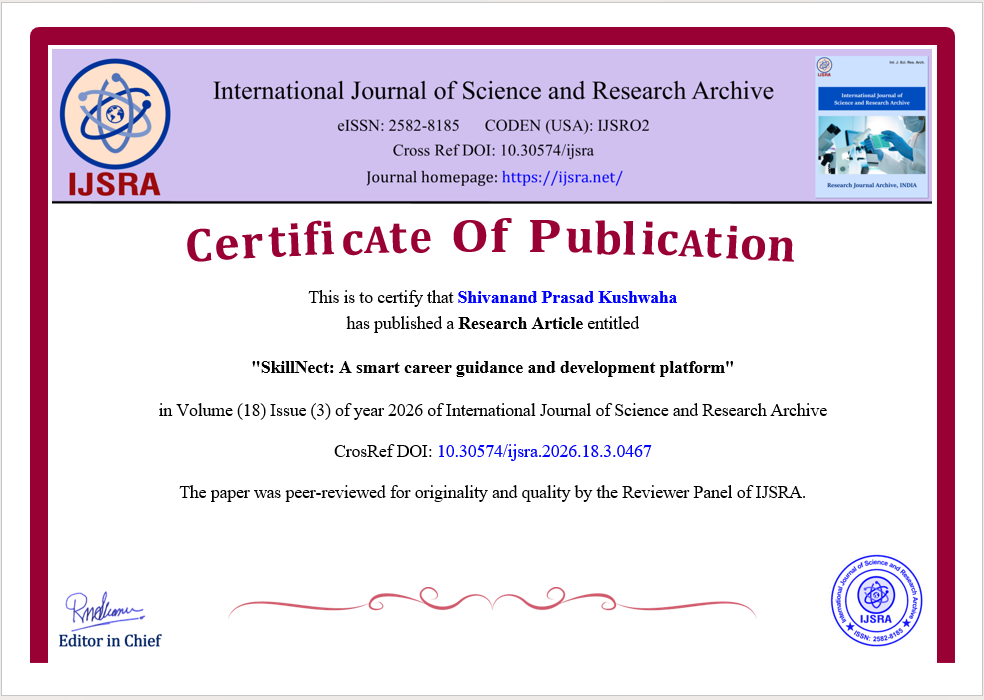 International Journal of Science and Research Archive
eISSN: 2582-8185 CODEN (USA): IJSRO2
Cross Ref DOI: 10.30574/ijsra
Journal homepage: https://ijsra.net/
IJSRA
IJSRA
Int. J. Sci. Res. Arch.
International Journal of
Science and Research Archive
Research Journal Archive, INDIA
CertificAte Of PublicAtion
This is to certify that Shivanand Prasad Kushwaha
has published a Research Article entitled
"SkillNect: A smart career guidance and development platform"
in Volume (18) Issue (3) of year 2026 of International Journal of Science and Research Archive
CrosRef DOI: 10.30574/ijsra.2026.18.3.0467
The paper was peer-reviewed for originality and quality by the Reviewer Panel of IJSRA.
Editor in Chief
International Journal of Science and Research Archive
IJSRA
★ ISSN: 2582-8185 ★